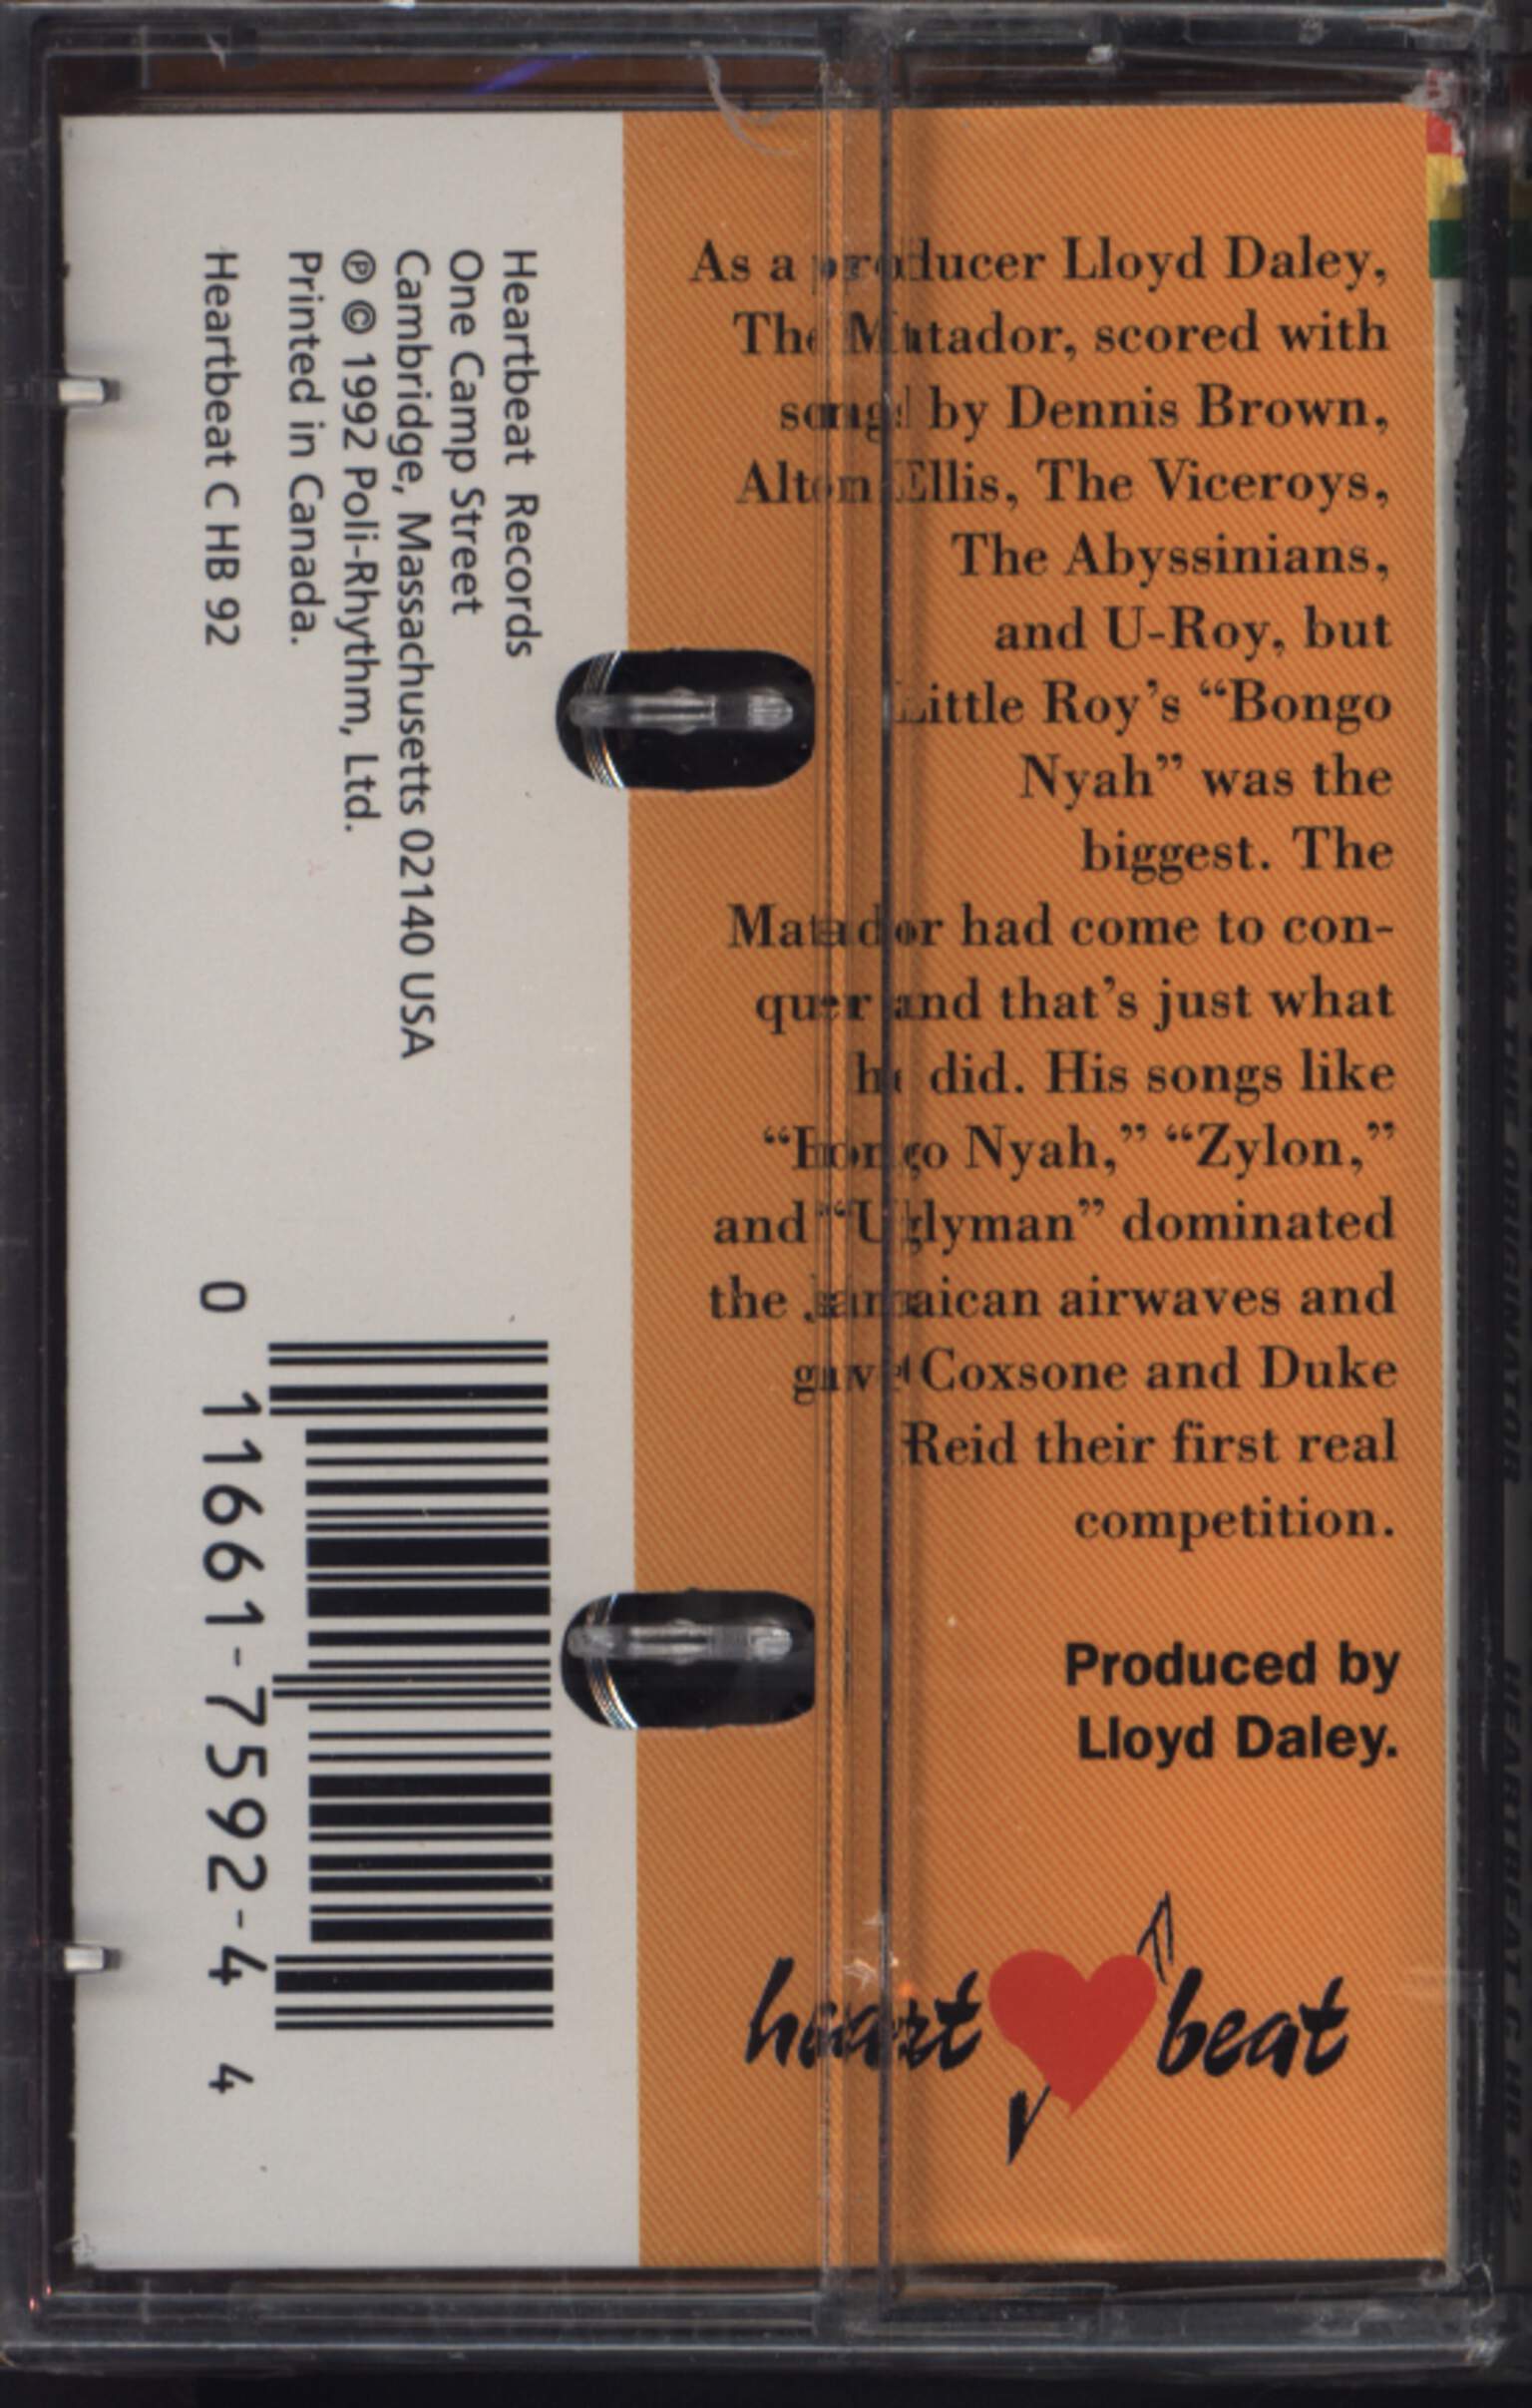 As a producer Lloyd Daley,
The Matador, scored with
songs by Dennis Brown,
Alton Ellis, The Viceroys,
The Abyssinians,
and U-Roy, but
Little Roy's “Bongo
Nyah” was the
biggest. The
Matador had come to con-
quer and that's just what
he did. His songs like
“Bongo Nyah,” “Zylon,”
and “Uglyman” dominated
the Jamaican airwaves and
gave Coxsone and Duke
Reid their first real
competition.
Produced by
Lloyd Daley.
heart beat
Heartbeat Records
One Camp Street
Cambridge, Massachusetts 02140 USA
℗ © 1992 Poli-Rhythm, Ltd.
Printed in Canada.
Heartbeat C HB 92
0 11661-7592-4 4